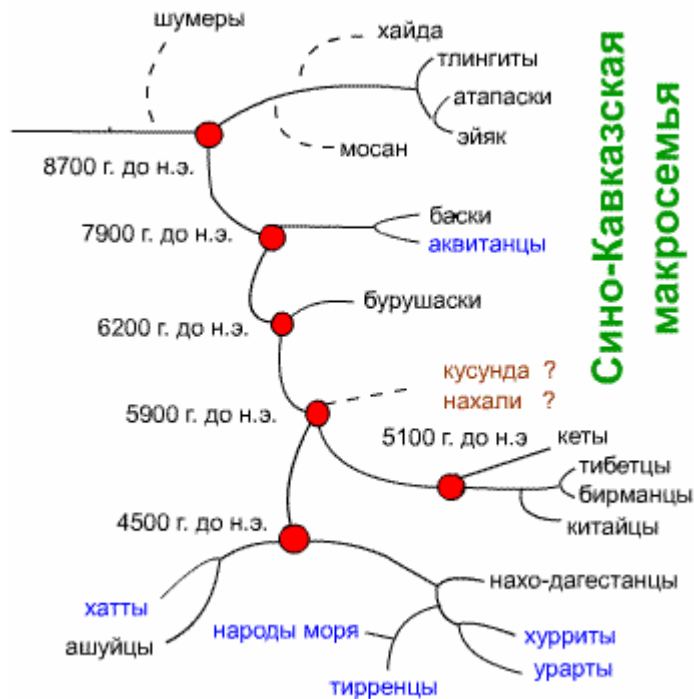 шумеры
хайда
тлингиты
атапаски
эйяк
мосан
8700 г. до н.э.
Сино-Кавказская
макросемья
баски
7900 г. до н.э.
аквитанцы
бурушаски
6200 г. до н.э.
кусунда ?
нахали ?
5900 г. до н.э.
5100 г. до н.э
кеты
тибетцы
бирманцы
китайцы
4500 г. до н.э.
нахо-дагестанцы
хатты
ашуйцы
народы моря
хурриты
урарты
тирренцы